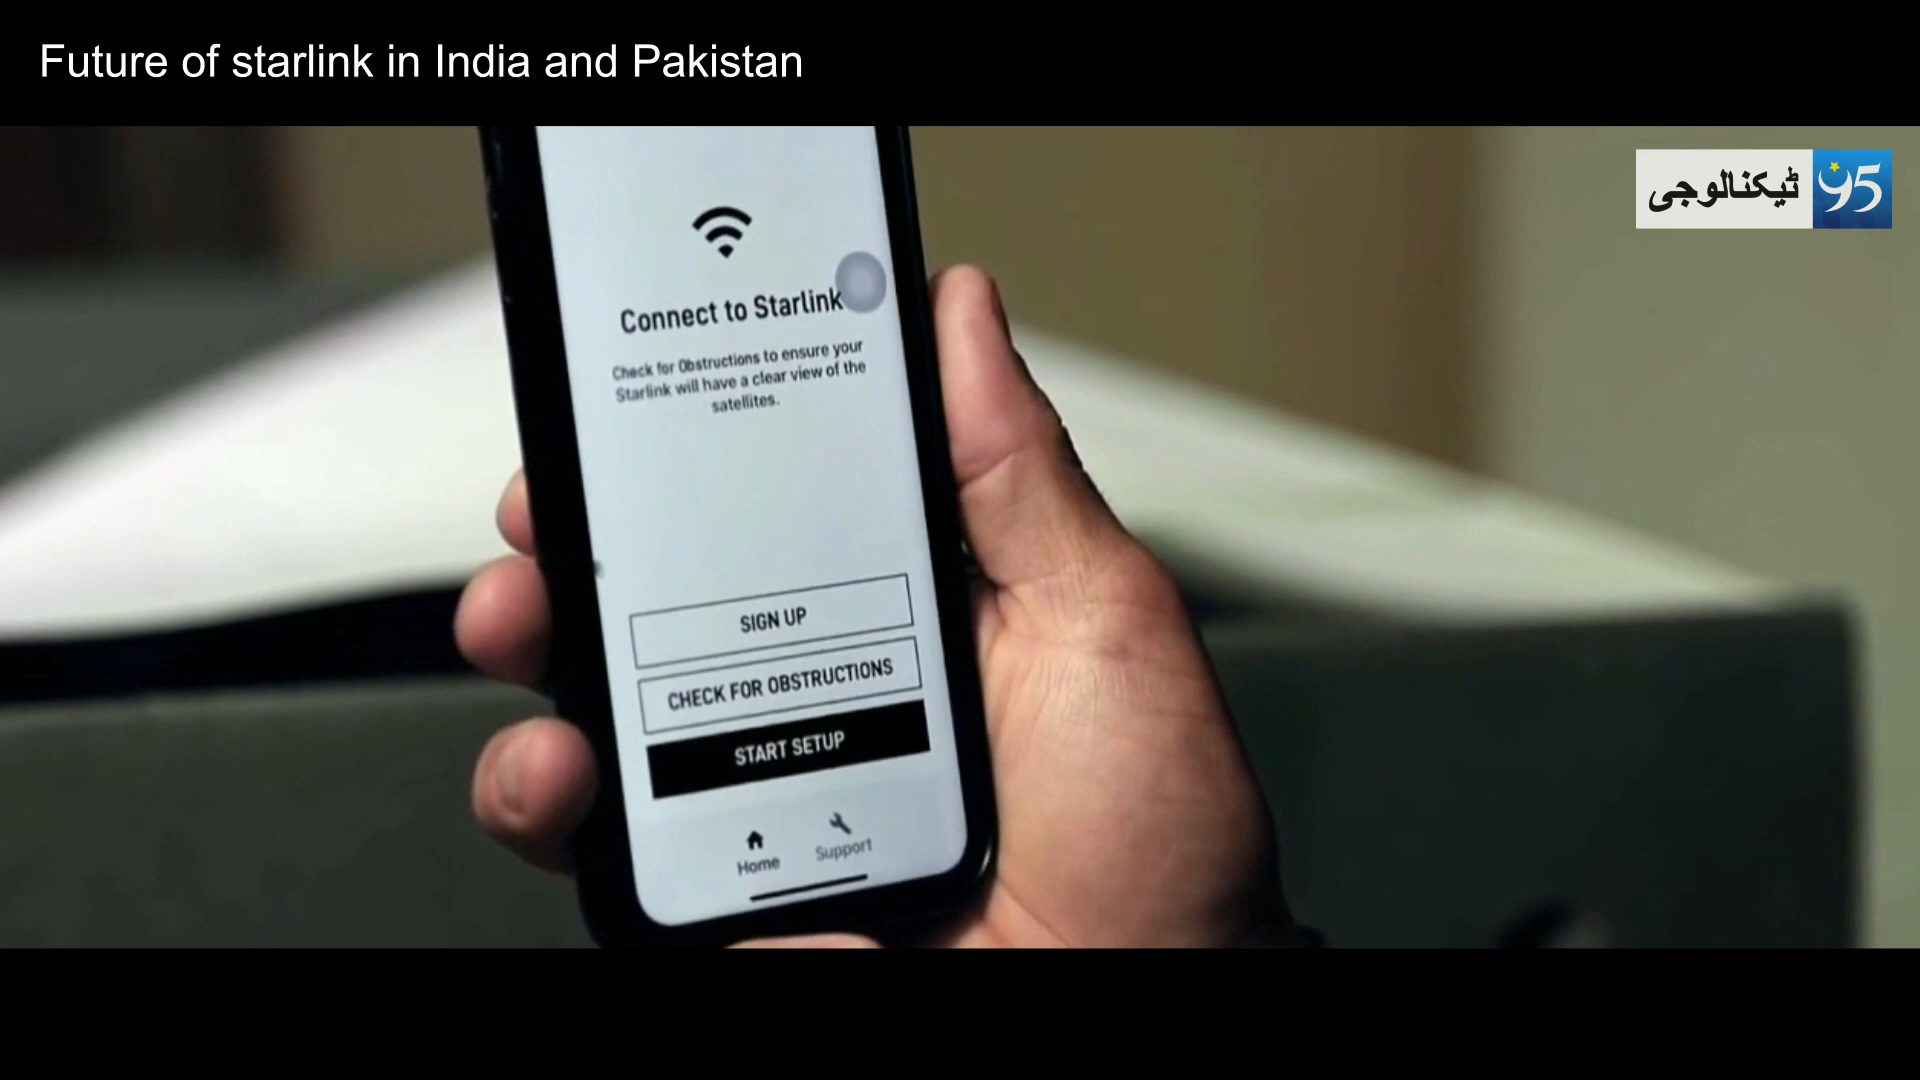 Future of starlink in India and Pakistan
ٹیکنالوجی 95
Connect to Starlink
Check for Obstructions to ensure your
Starlink will have a clear view of the
satellites.
SIGN UP
CHECK FOR OBSTRUCTIONS
START SETUP
Home Support